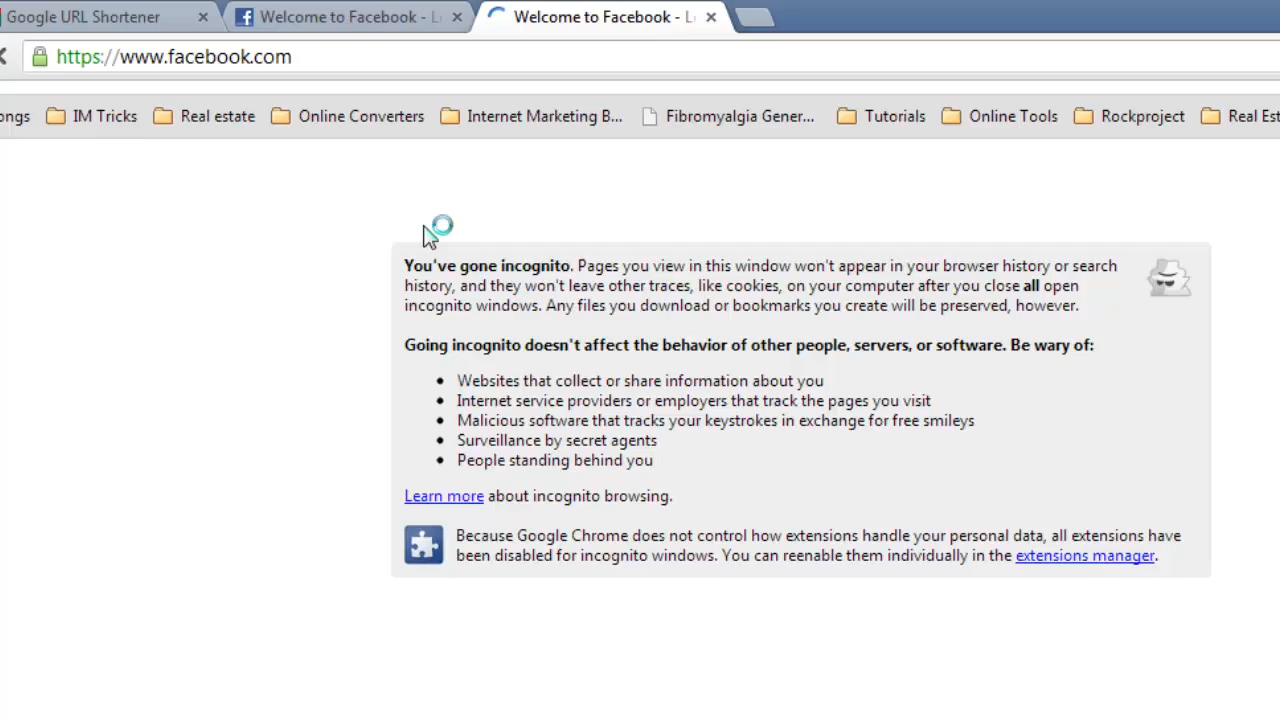 Google URL Shortener
Welcome to Facebook - L
Welcome to Facebook - L
https://www.facebook.com
ongs IM Tricks Real estate Online Converters Internet Marketing B... Fibromyalgia Gener... Tutorials Online Tools Rockproject Real Est
You've gone incognito. Pages you view in this window won't appear in your browser history or search
history, and they won't leave other traces, like cookies, on your computer after you close all open
incognito windows. Any files you download or bookmarks you create will be preserved, however.
Going incognito doesn't affect the behavior of other people, servers, or software. Be wary of:
Websites that collect or share information about you
Internet service providers or employers that track the pages you visit
Malicious software that tracks your keystrokes in exchange for free smileys
Surveillance by secret agents
People standing behind you
Learn more about incognito browsing.
Because Google Chrome does not control how extensions handle your personal data, all extensions have
been disabled for incognito windows. You can reenable them individually in the extensions manager.